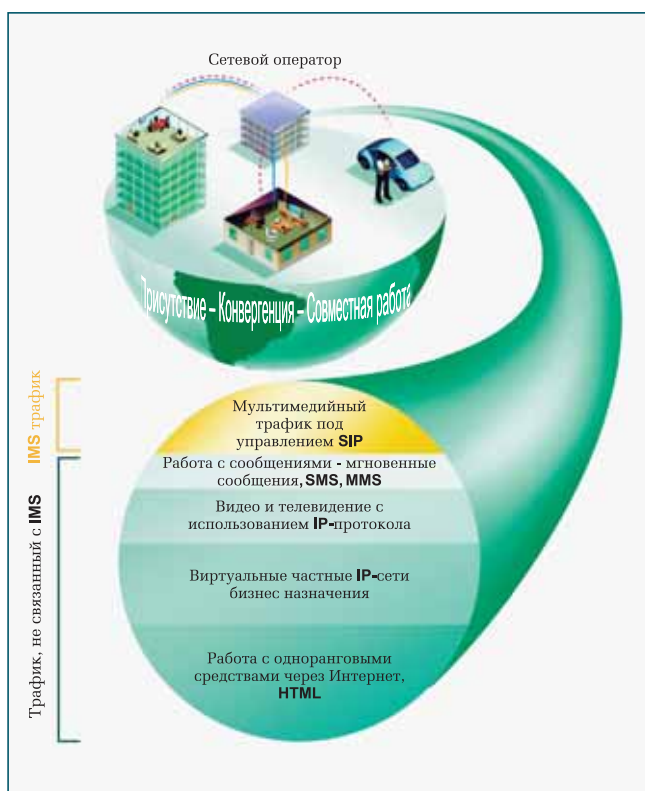 Сетевой оператор
Присутствие – Конвергенция – Совместная работа
IMS трафик
Мультимедийный
трафик под
управлением SIP
Трафик, не связанный с IMS
Работа с сообщениями - мгновенные
сообщения, SMS, MMS
Видео и телевидение с
использованием IP-протокола
Виртуальные частные IP-сети
бизнес назначения
Работа с одноранговыми
средствами через Интернет,
HTML